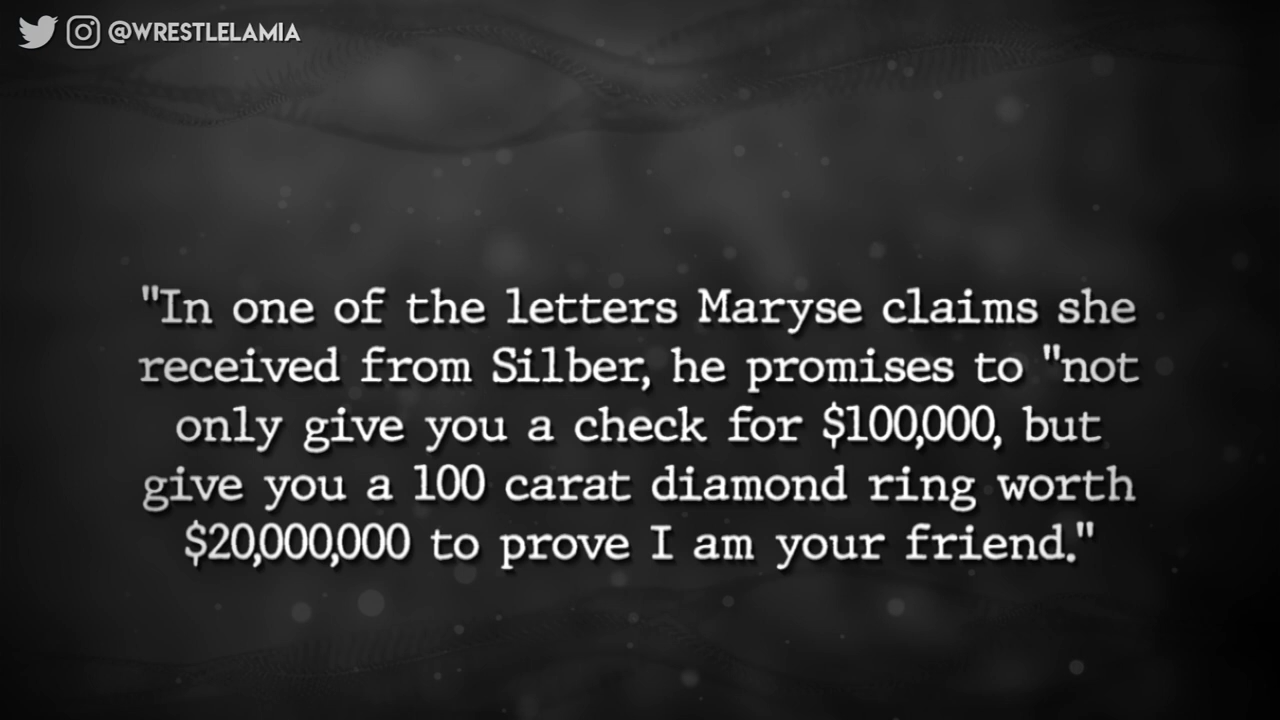 @WRESTLELAMIA
"In one of the letters Maryse claims she
received from Silber, he promises to "not
only give you a check for $100,000, but
give you a 100 carat diamond ring worth
$20,000,000 to prove I am your friend."